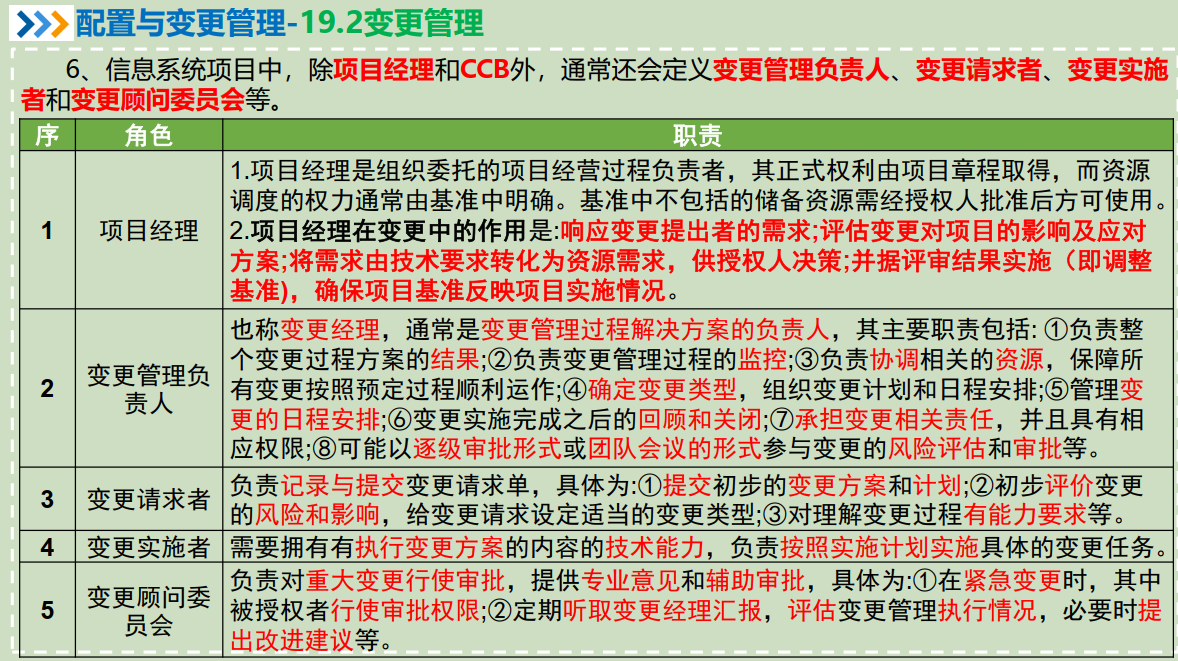 配置与变更管理-19.2变更管理
6、信息系统项目中，除项目经理和CCB外，通常还会定义变更管理负责人、变更请求者、变更实施
者和变更顾问委员会等。
序 角色 职责
1 项目经理
1.项目经理是组织委托的项目经营过程负责者，其正式权利由项目章程取得，而资源
调度的权力通常由基准中明确。基准中不包括的储备资源需经授权人批准后方可使用。
2.项目经理在变更中的作用是:响应变更提出者的需求;评估变更对项目的影响及应对
方案;将需求由技术要求转化为资源需求，供授权人决策;并据评审结果实施（即调整
基准)，确保项目基准反映项目实施情况。
2 变更管理负
责人
也称变更经理，通常是变更管理过程解决方案的负责人，其主要职责包括: ①负责整
个变更过程方案的结果;②负责变更管理过程的监控;③负责协调相关的资源，保障所
有变更按照预定过程顺利运作;④确定变更类型，组织变更计划和日程安排;⑤管理变
更的日程安排;⑥变更实施完成之后的回顾和关闭;⑦承担变更相关责任，并且具有相
应权限;⑧可能以逐级审批形式或团队会议的形式参与变更的风险评估和审批等。
3 变更请求者
负责记录与提交变更请求单，具体为:①提交初步的变更方案和计划;②初步评价变更
的风险和影响，给变更请求设定适当的变更类型;③对理解变更过程有能力要求等。
4 变更实施者 需要拥有有执行变更方案的内容的技术能力，负责按照实施计划实施具体的变更任务。
5 变更顾问委
员会
负责对重大变更行使审批，提供专业意见和辅助审批，具体为:①在紧急变更时，其中
被授权者行使审批权限;②定期听取变更经理汇报，评估变更管理执行情况，必要时提
出改进建议等。